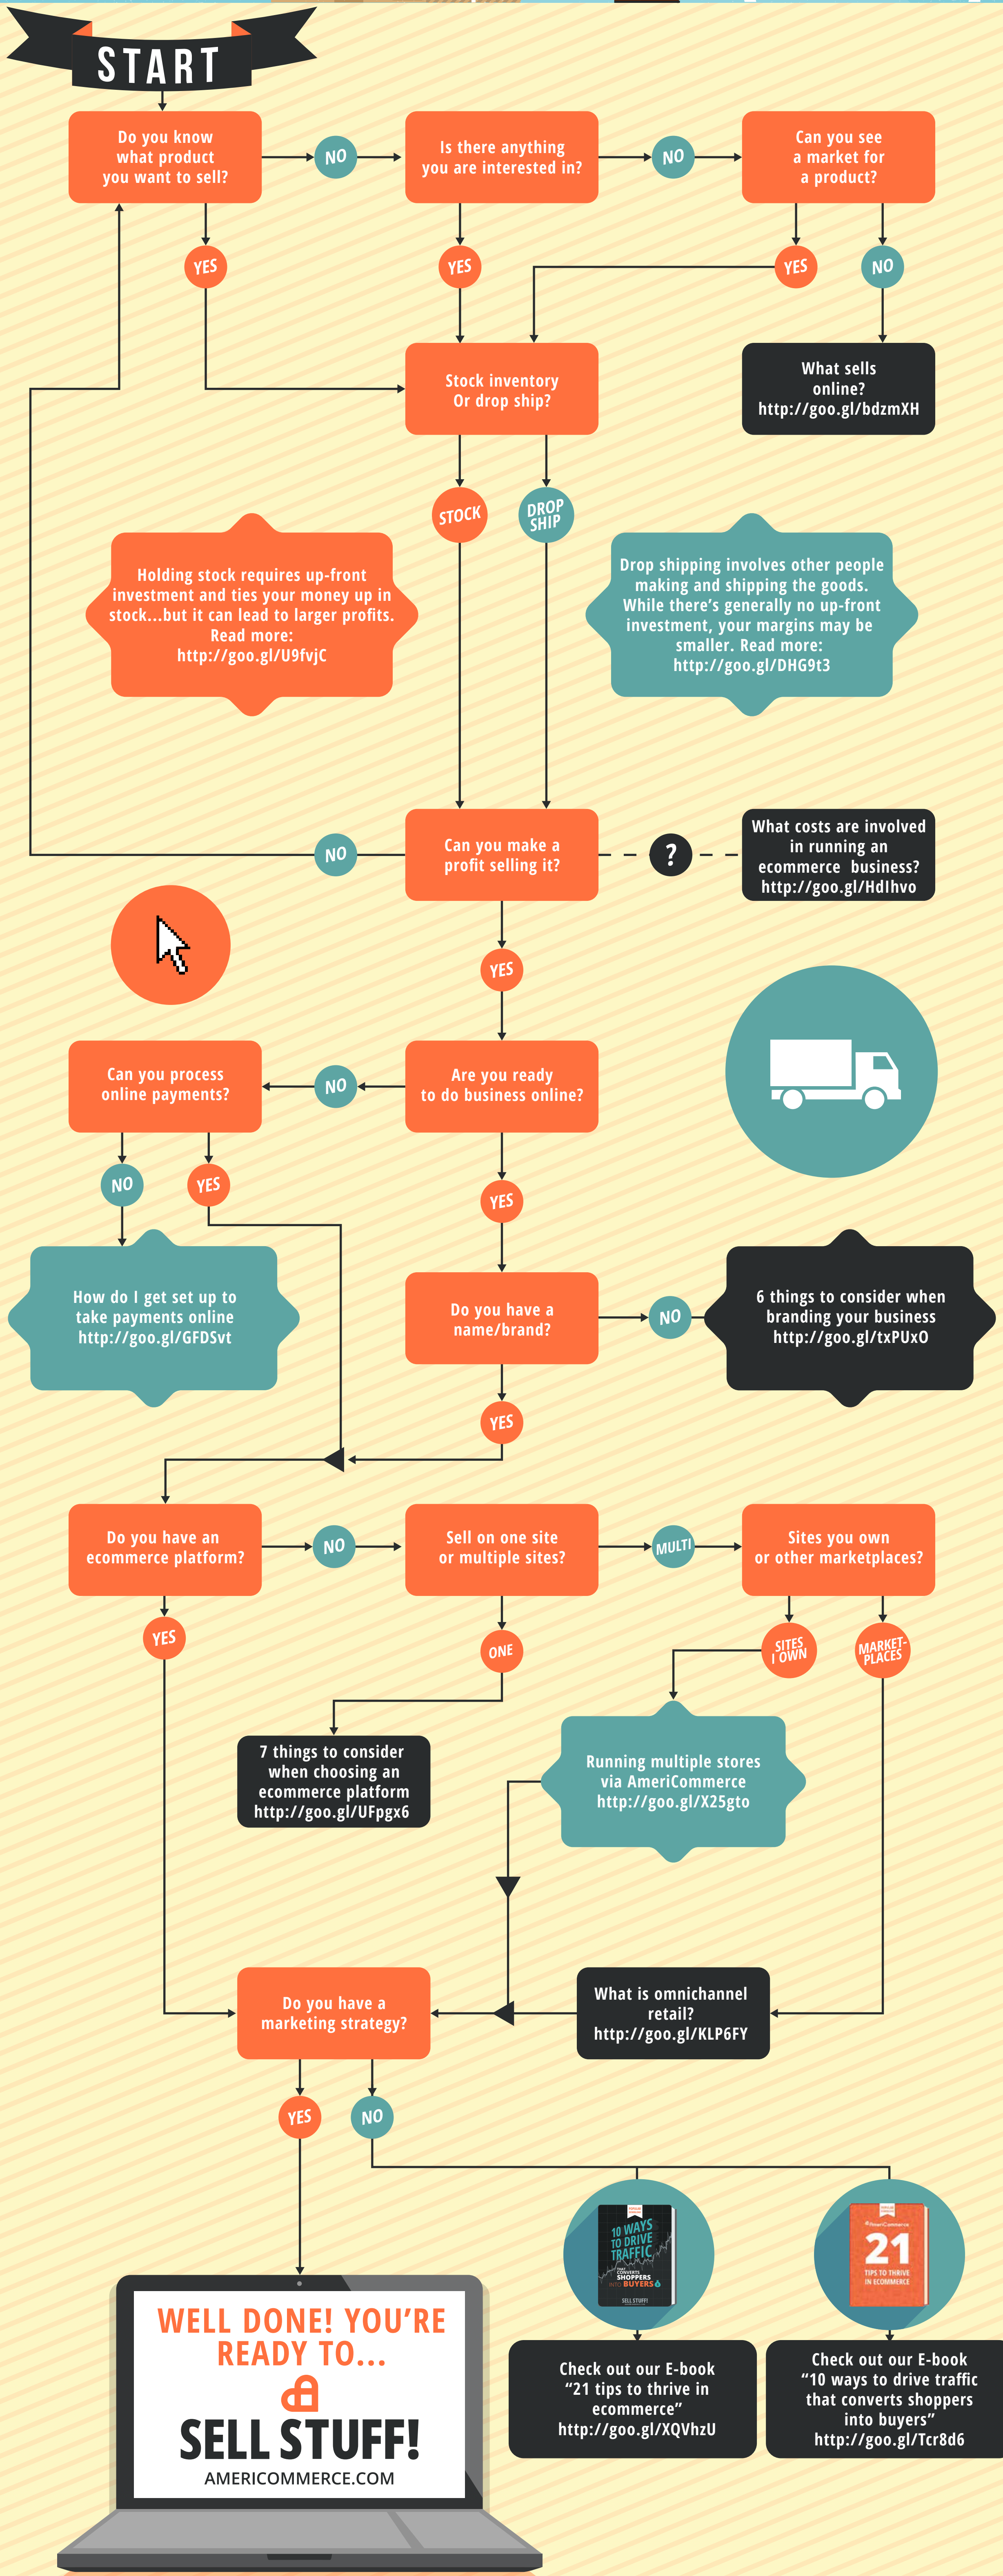 START
Do you know
what product
you want to sell?
NO
Is there anything
you are interested in?
NO
Can you see
a market for
a product?
YES
YES
YES
NO
Stock inventory
Or drop ship?
What sells
online?
http://goo.gl/bdzmXH
STOCK
DROP
SHIP
Holding stock requires up-front
investment and ties your money up in
stock...but it can lead to larger profits.
Read more:
http://goo.gl/U9fvjC
Drop shipping involves other people
making and shipping the goods.
While there's generally no up-front
investment, your margins may be
smaller. Read more:
http://goo.gl/DHG9t3
NO
Can you make a
profit selling it?
?
What costs are involved
in running an
ecommerce business?
http://goo.gl/HdIhvo
YES
Can you process
online payments?
NO
Are you ready
to do business online?
NO
YES
YES
How do I get set up to
take payments online
http://goo.gl/GFDSvt
Do you have a
name/brand?
NO
6 things to consider when
branding your business
http://goo.gl/txPUxO
YES
Do you have an
ecommerce platform?
NO
Sell on one site
or multiple sites?
MULTI
Sites you own
or other marketplaces?
YES
ONE
SITES
I OWN
MARKET-
PLACES
7 things to consider
when choosing an
ecommerce platform
http://goo.gl/UFpgx6
Running multiple stores
via AmeriCommerce
http://goo.gl/X25gto
Do you have a
marketing strategy?
What is omnichannel
retail?
http://goo.gl/KLP6FY
YES
NO
10 WAYS
TO DRIVE
TRAFFIC
THAT
CONVERTS
SHOPPERS
INTO BUYERS
SELL STUFF!
AmeriCommerce
21
TIPS TO THRIVE
IN ECOMMERCE
WELL DONE! YOU'RE
READY TO...
SELL STUFF!
AMERICOMMERCE.COM
Check out our E-book
“21 tips to thrive in
ecommerce”
http://goo.gl/XQVhzU
Check out our E-book
“10 ways to drive traffic
that converts shoppers
into buyers”
http://goo.gl/Tcr8d6